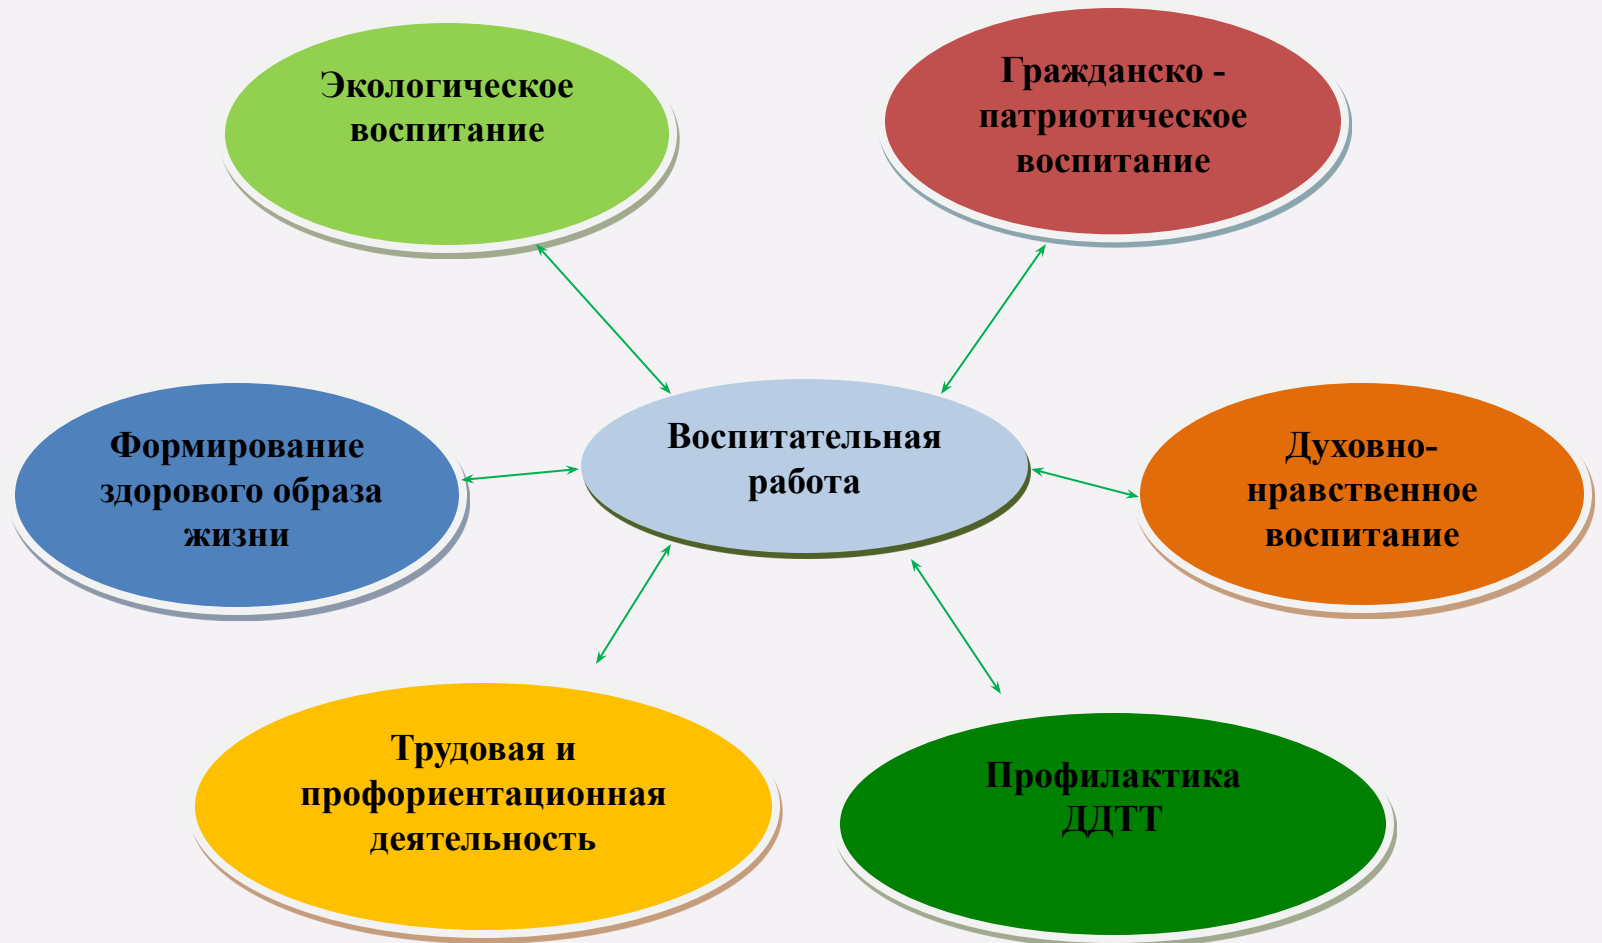 Экологическое
воспитание
Гражданско -
патриотическое
воспитание
Формирование
здорового образа
жизни
Воспитательная
работа
Духовно-
нравственное
воспитание
Трудовая и
профориентационная
деятельность
Профилактика
ДДТТ